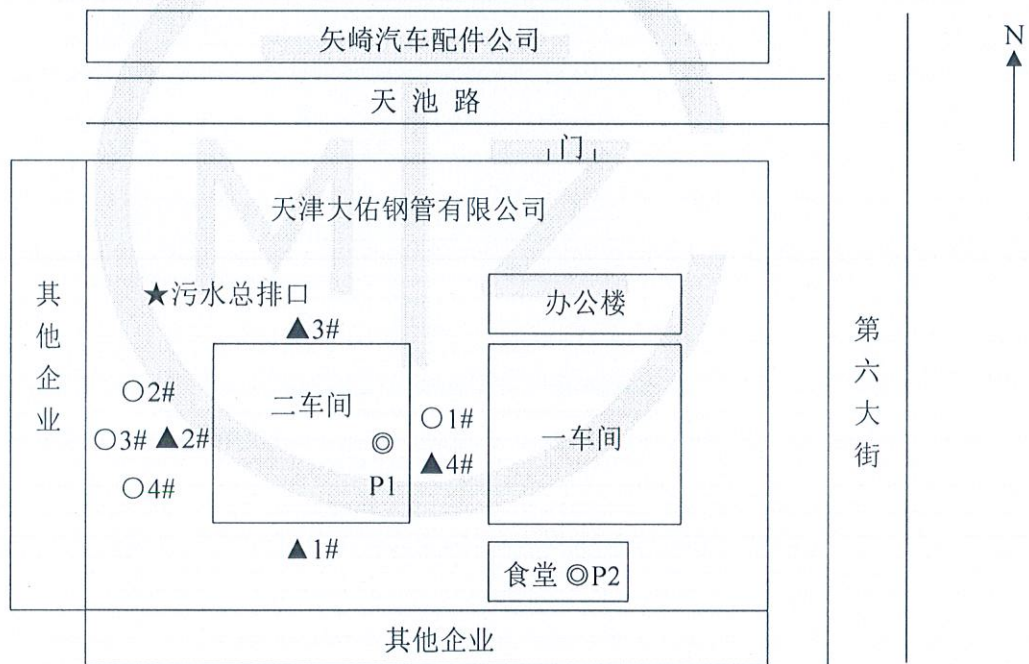 矢崎汽车配件公司
N
天池路
门
天津大佑钢管有限公司
其他企业
★污水总排口
办公楼
▲3#
第六大街
○2#
二车间
○1#
一车间
○3# ▲2#
◎
▲4#
○4#
P1
▲1#
食堂 ◎P2
其他企业
MTZ